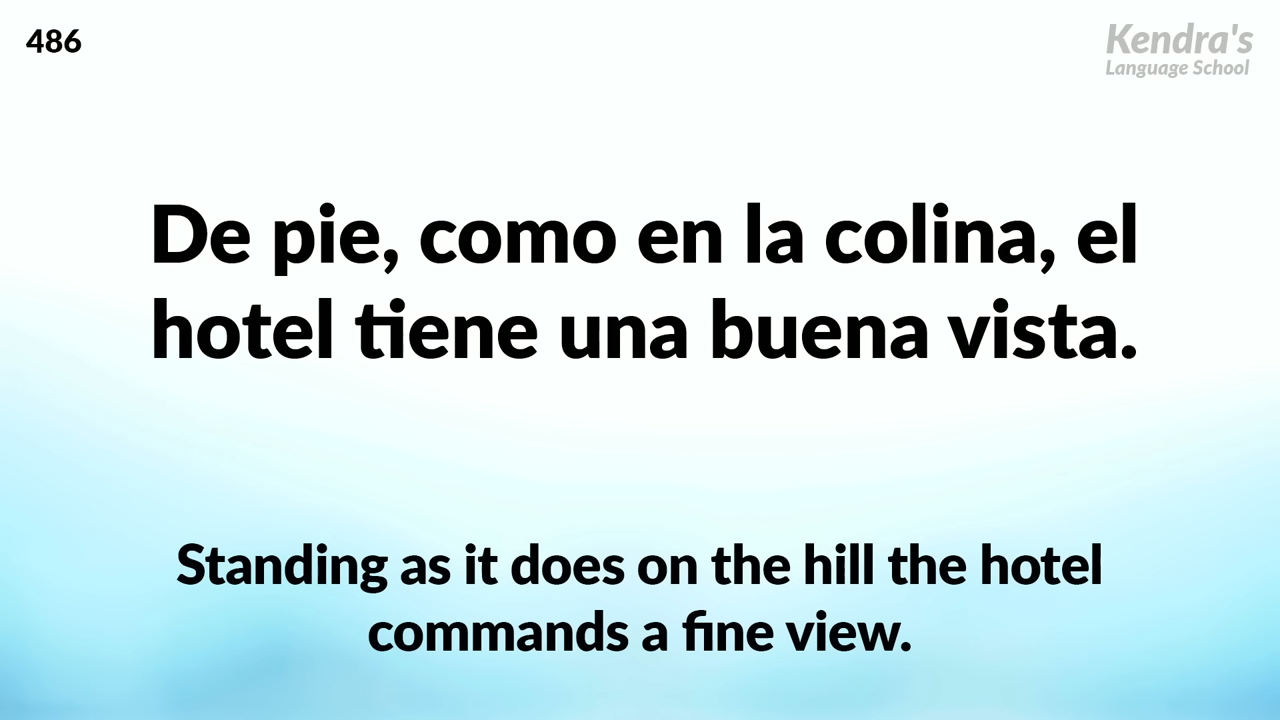 486
Kendra's
Language School
De pie, como en la colina, el
hotel tiene una buena vista.
Standing as it does on the hill the hotel
commands a fine view.